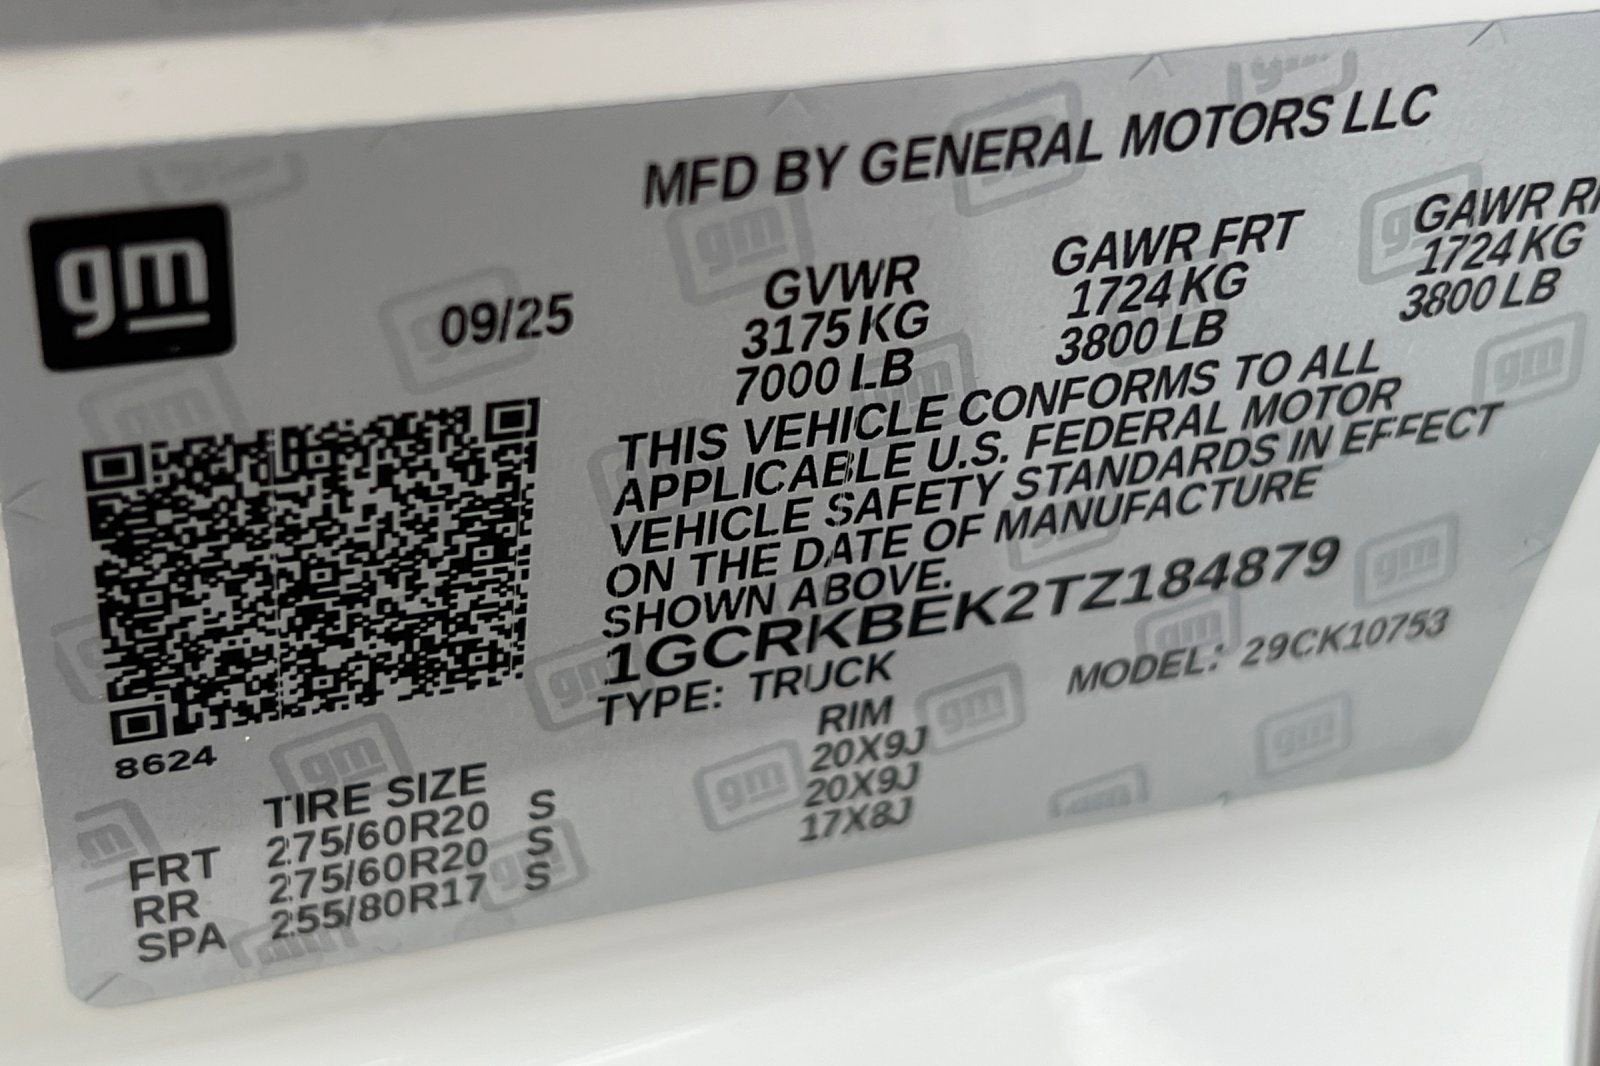 MFD BY GENERAL MOTORS LLC
gm
09/25
GVWR GAWR FRT GAWR
3175 KG 1724 KG 1724 KG
7000 LB 3800 LB 3800 LB
THIS VEHICLE CONFORMS TO ALL
APPLICABLE U.S. FEDERAL MOTOR
VEHICLE SAFETY STANDARDS IN EFFECT
ON THE DATE OF MANUFACTURE
SHOWN ABOVE.
1GCRKBEK2TZ184879
TYPE: TRUCK MODEL: 29CK10753
8624
TIRE SIZE RIM
FRT 275/60R20 S 20X9J
RR 275/60R20 S 20X9J
SPA 255/80R17 S 17X8J